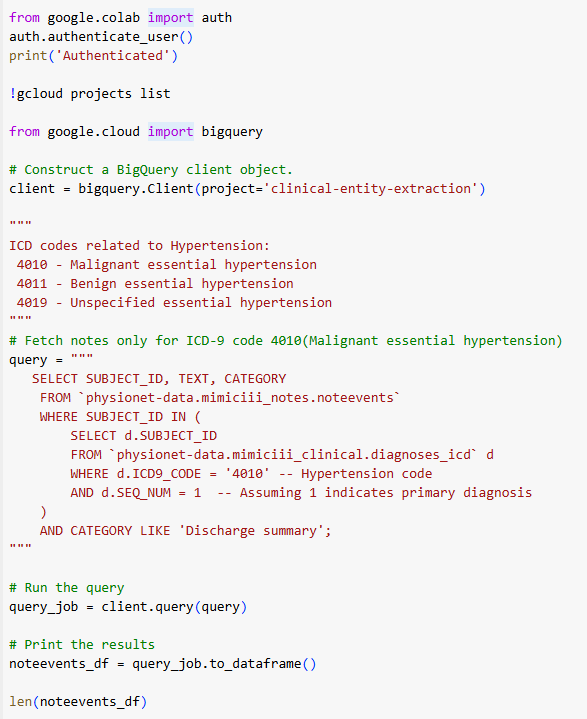 from google.colab import auth
auth.authenticate_user()
print('Authenticated')
!gcloud projects list
from google.cloud import bigquery
# Construct a BigQuery client object.
client = bigquery.Client(project='clinical-entity-extraction')
"""
ICD codes related to Hypertension:
4010 - Malignant essential hypertension
4011 - Benign essential hypertension
4019 - Unspecified essential hypertension
"""
# Fetch notes only for ICD-9 code 4010(Malignant essential hypertension)
query = """
SELECT SUBJECT_ID, TEXT, CATEGORY
FROM `physionet-data.mimiciii_notes.noteevents`
WHERE SUBJECT_ID IN (
SELECT d.SUBJECT_ID
FROM `physionet-data.mimiciii_clinical.diagnoses_icd` d
WHERE d.ICD9_CODE = '4010' -- Hypertension code
AND d.SEQ_NUM = 1  -- Assuming 1 indicates primary diagnosis
)
AND CATEGORY LIKE 'Discharge summary';
"""
# Run the query
query_job = client.query(query)
# Print the results
noteevents_df = query_job.to_dataframe()
len(noteevents_df)